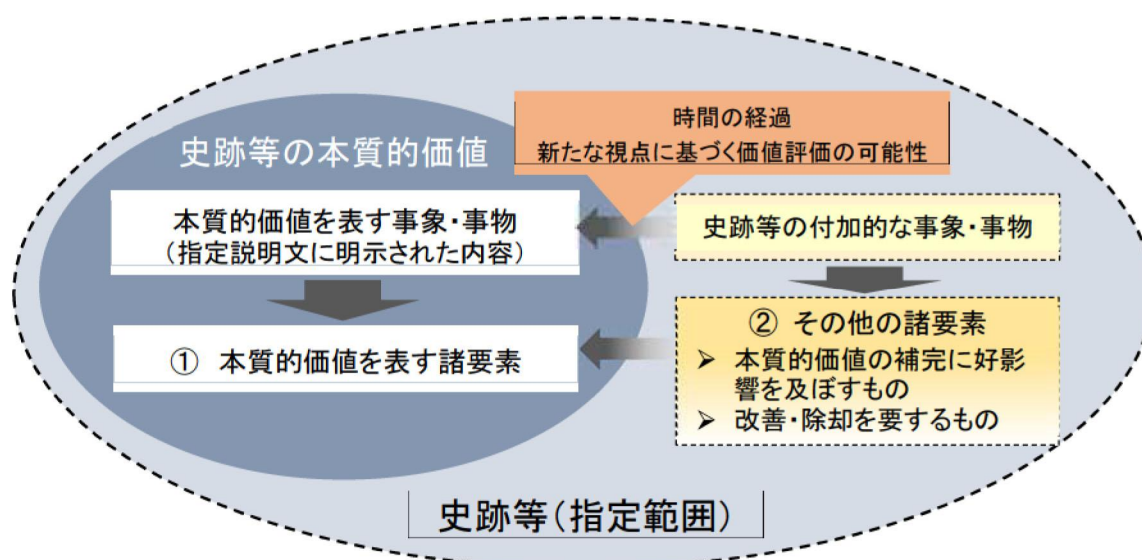 時間の経過
新たな視点に基づく価値評価の可能性
史跡等の本質的価値
本質的価値を表す事象・事物
（指定説明文に明示された内容）
① 本質的価値を表す諸要素
史跡等の付加的な事象・事物
② その他の諸要素
➢ 本質的価値の補完に好影
響を及ぼすもの
➢ 改善・除却を要するもの
史跡等（指定範囲）